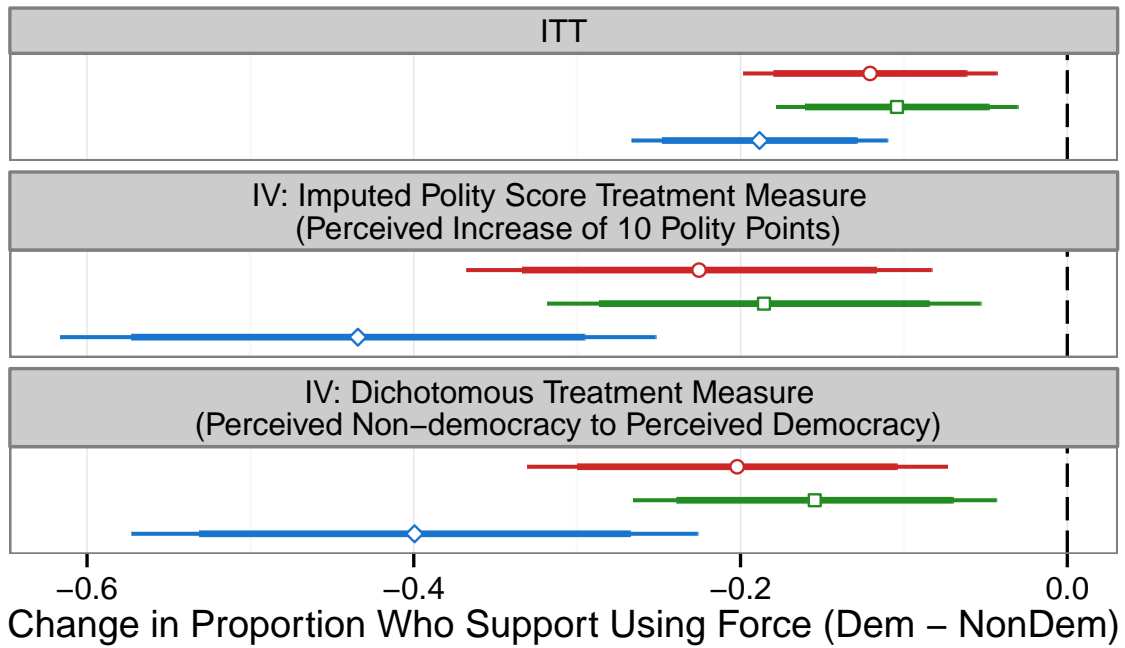 ITT
IV: Imputed Polity Score Treatment Measure
(Perceived Increase of 10 Polity Points)
IV: Dichotomous Treatment Measure
(Perceived Non−democracy to Perceived Democracy)
−0.6 −0.4 −0.2 0.0
Change in Proportion Who Support Using Force (Dem − NonDem)